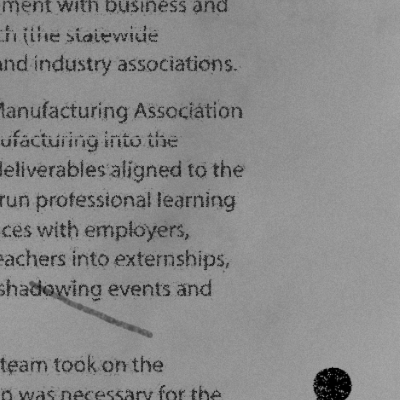 ment with business and
ch (the statewide
and industry associations.
Manufacturing Association
ufacturing into the
deliverables aligned to the
run professional learning
ces with employers,
eachers into externships,
shadowing events and
team took on the
was necessary for the